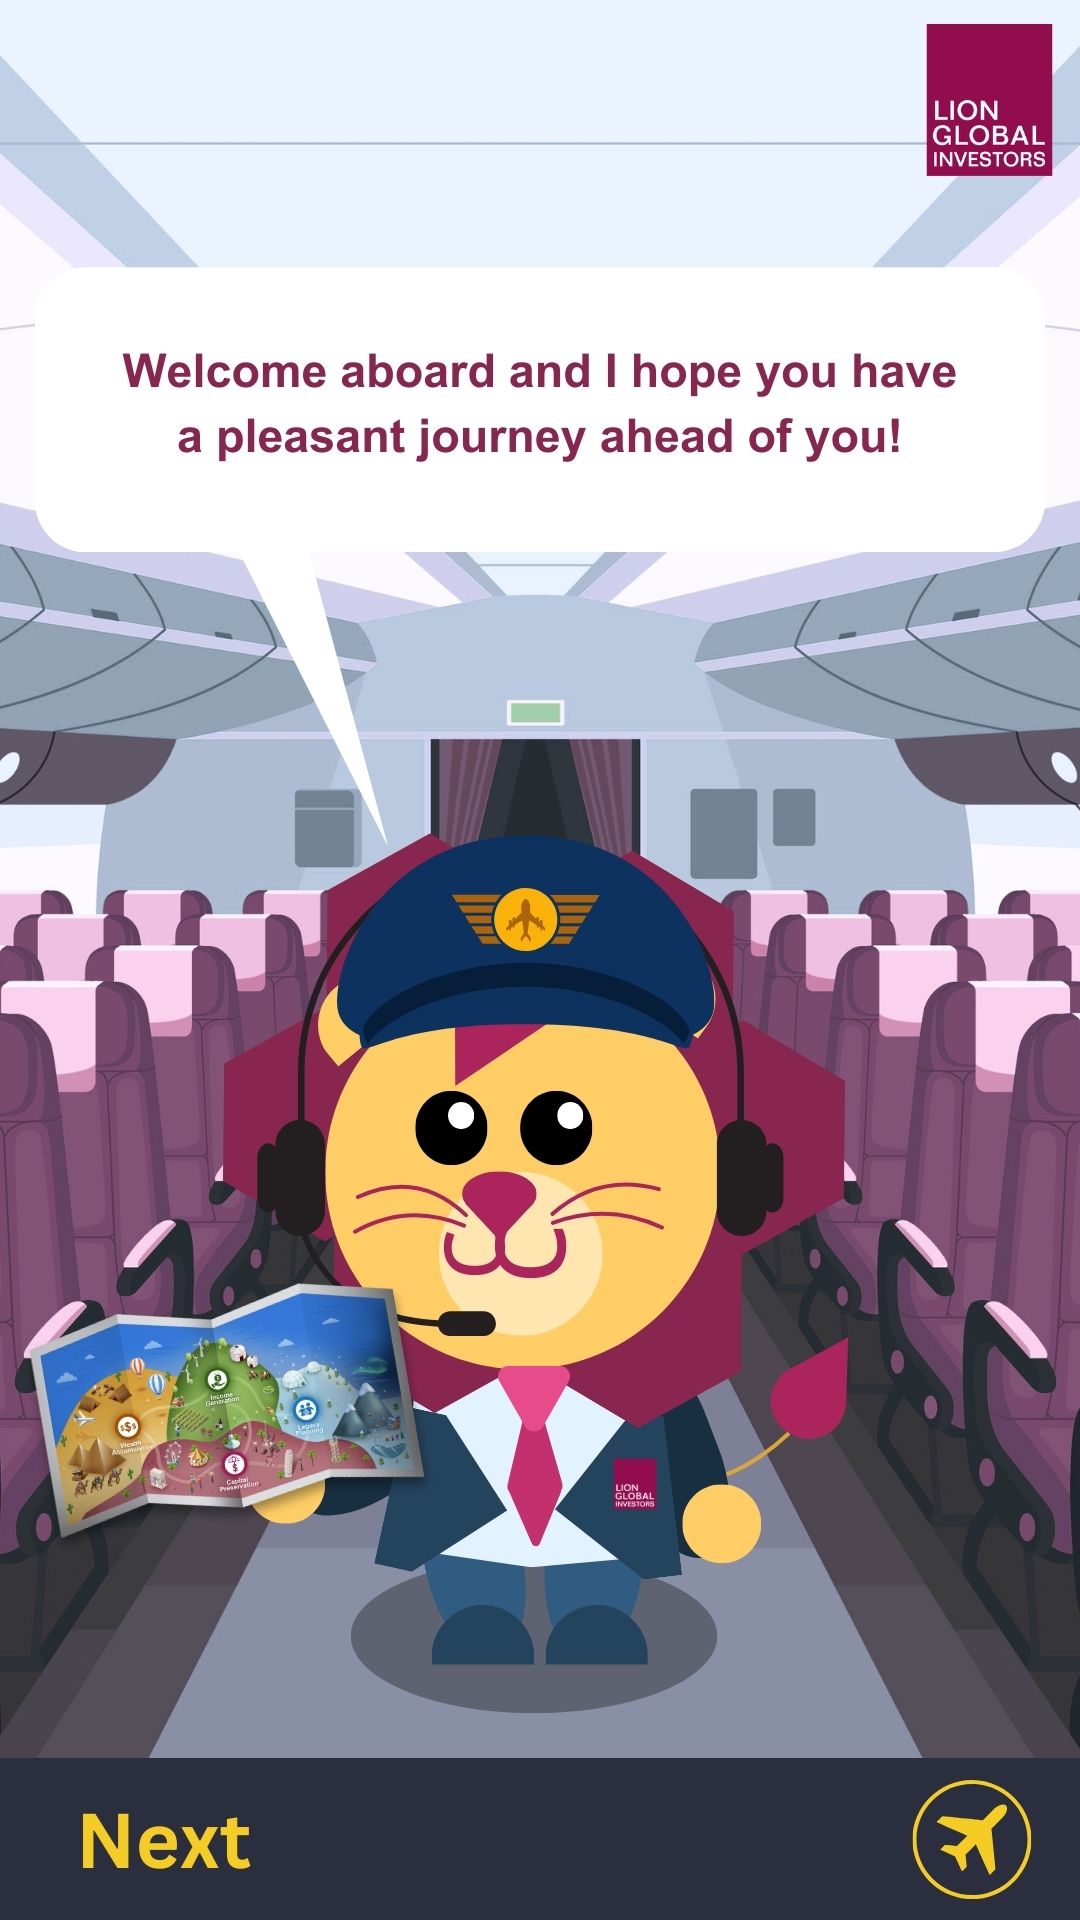 LION
GLOBAL
INVESTORS
Welcome aboard and I hope you have
a pleasant journey ahead of you!
Income
Generation
Wealth
Accumulation
Legacy
Planning
Capital
Preservation
LION
GLOBAL
INVESTORS
Next